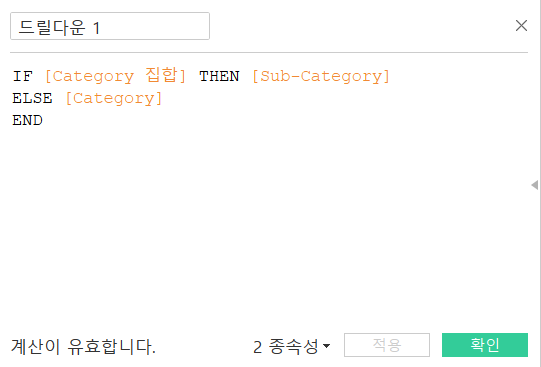 드릴다운 1
IF [Category 집합] THEN [Sub-Category]
ELSE [Category]
END
계산이 유효합니다. 2 종속성 적용 확인